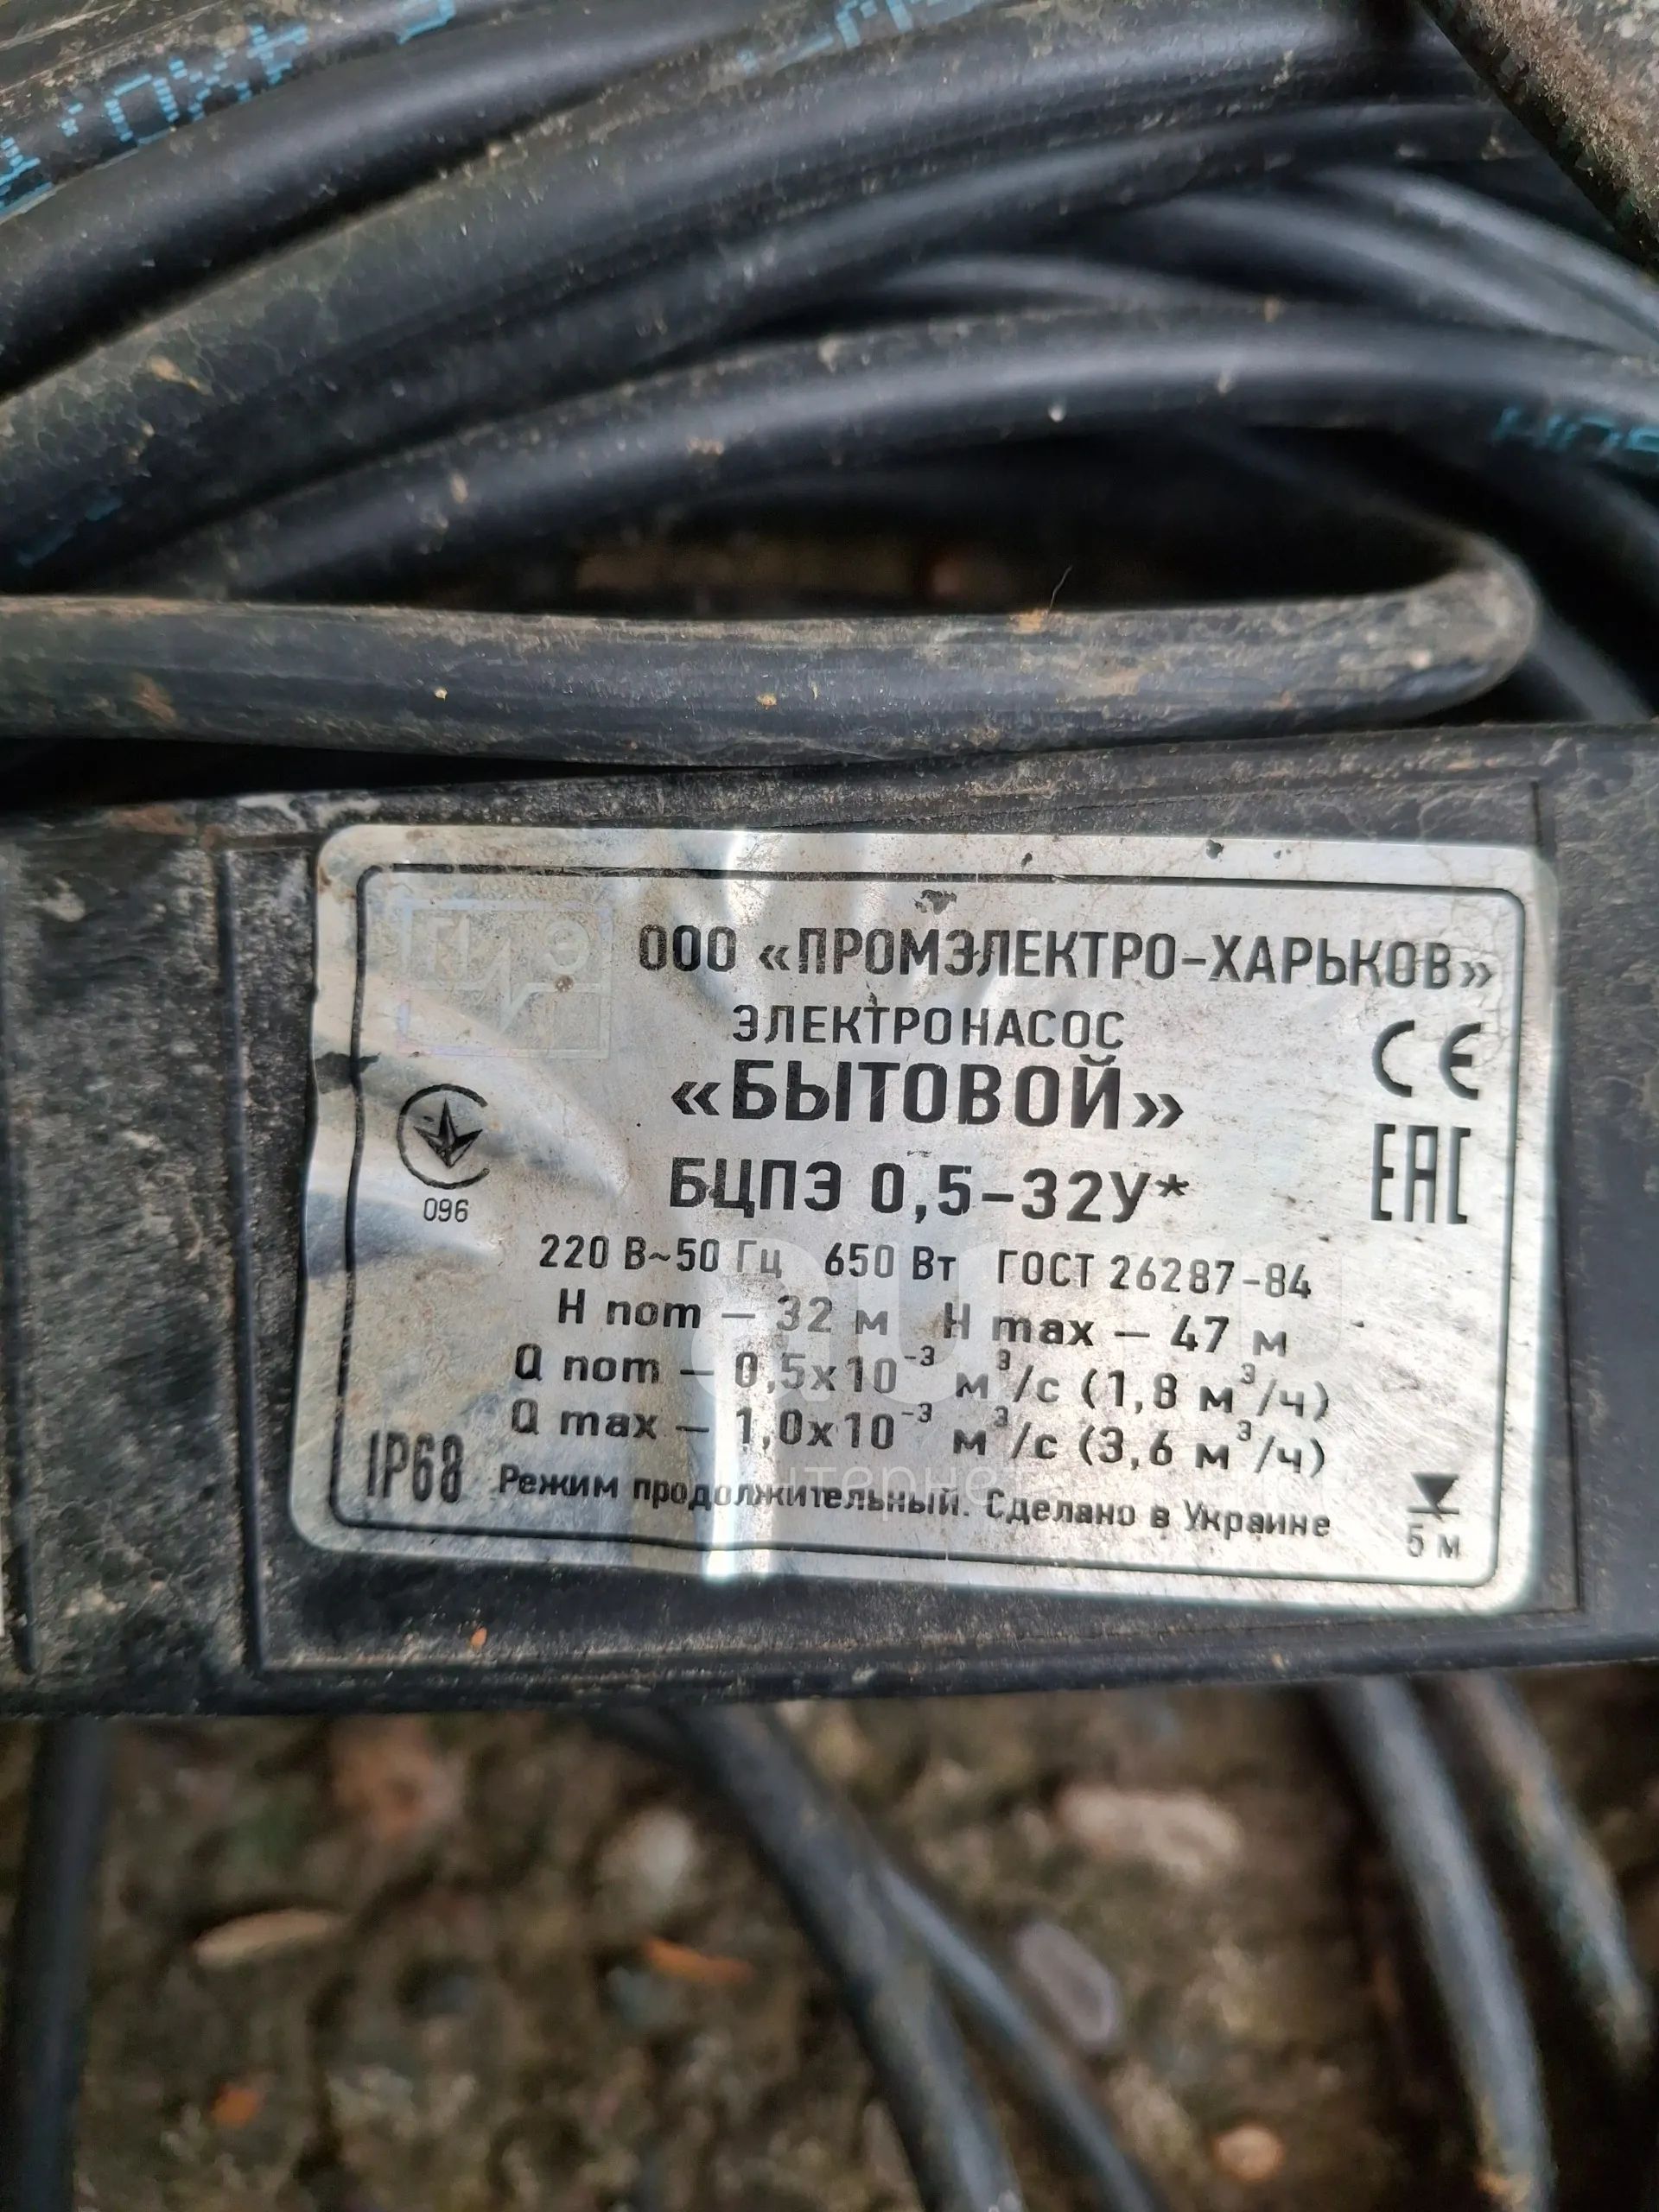 ООО «ПРОМЭЛЕКТРО-ХАРЬКОВ»
ЭЛЕКТРОНАСОС
«БЫТОВОЙ»
БЦПЭ 0,5-32У*
CE
EAC
096
220 В~50 Гц 650 Вт ГОСТ 26287-84
H nom — 32 м H max — 47 м
Q nom — 0,5x10⁻³ м³/с (1,8 м³/ч)
Q max — 1,0x10⁻³ м³/с (3,6 м³/ч)
IP68
Режим продолжительный. Сделано в Украине
5 м